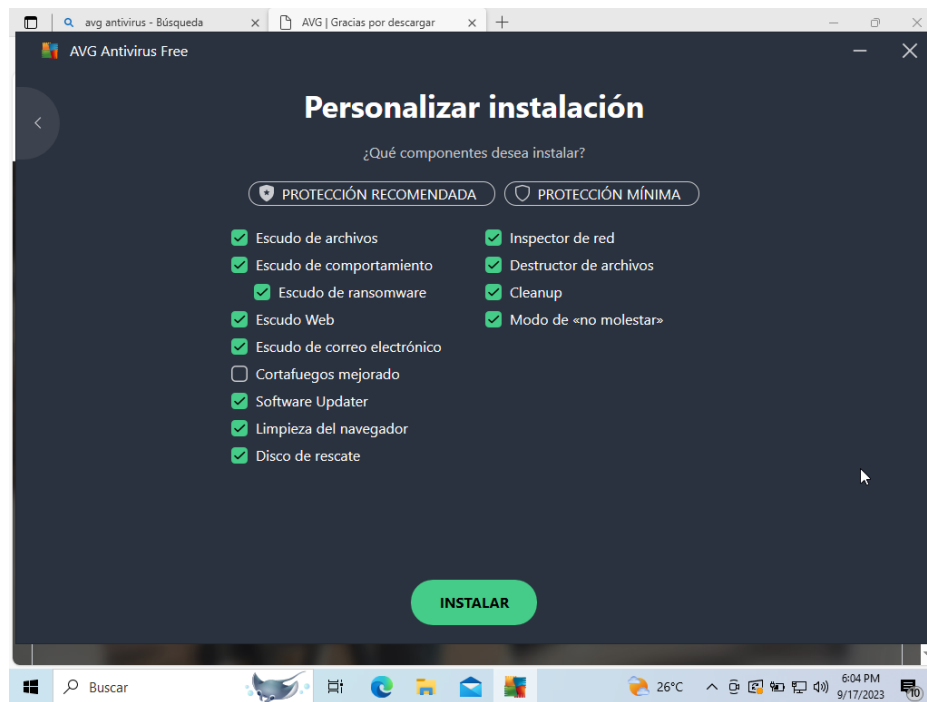 avg antivirus - Búsqueda
AVG | Gracias por descargar
AVG Antivirus Free
Personalizar instalación
¿Qué componentes desea instalar?
PROTECCIÓN RECOMENDADA
PROTECCIÓN MÍNIMA
Escudo de archivos
Escudo de comportamiento
Escudo de ransomware
Escudo Web
Escudo de correo electrónico
Cortafuegos mejorado
Software Updater
Limpieza del navegador
Disco de rescate
Inspector de red
Destructor de archivos
Cleanup
Modo de «no molestar»
INSTALAR
Buscar
26°C
6:04 PM
9/17/2023
10